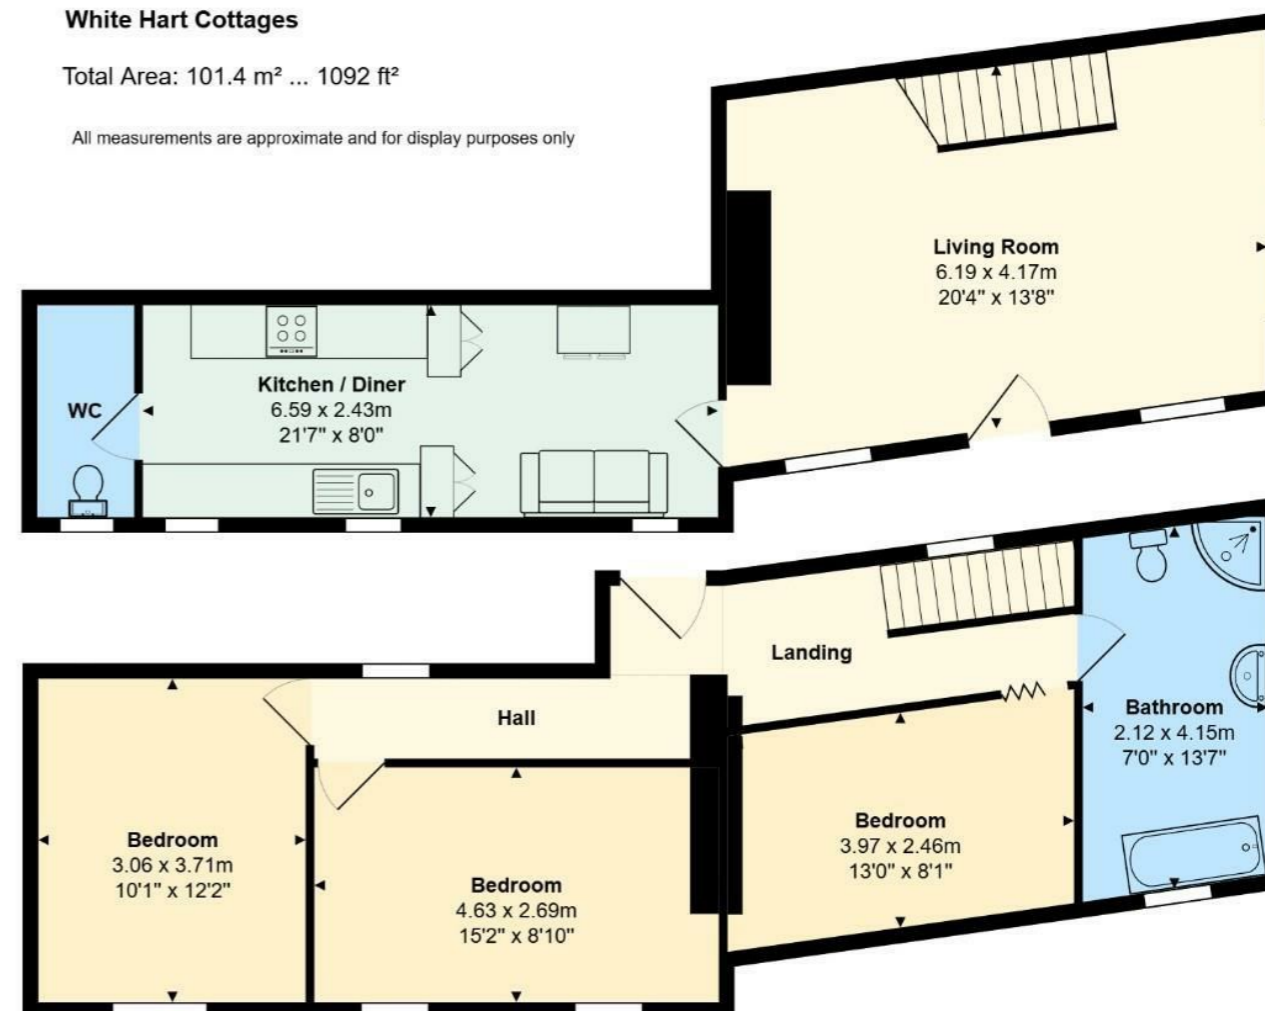 White Hart Cottages
Total Area: 101.4 m² ... 1092 ft²
All measurements are approximate and for display purposes only
Living Room
6.19 x 4.17m
20'4" x 13'8"
WC
Kitchen / Diner
6.59 x 2.43m
21'7" x 8'0"
Landing
Hall
Bathroom
2.12 x 4.15m
7'0" x 13'7"
Bedroom
3.06 x 3.71m
10'1" x 12'2"
Bedroom
4.63 x 2.69m
15'2" x 8'10"
Bedroom
3.97 x 2.46m
13'0" x 8'1"